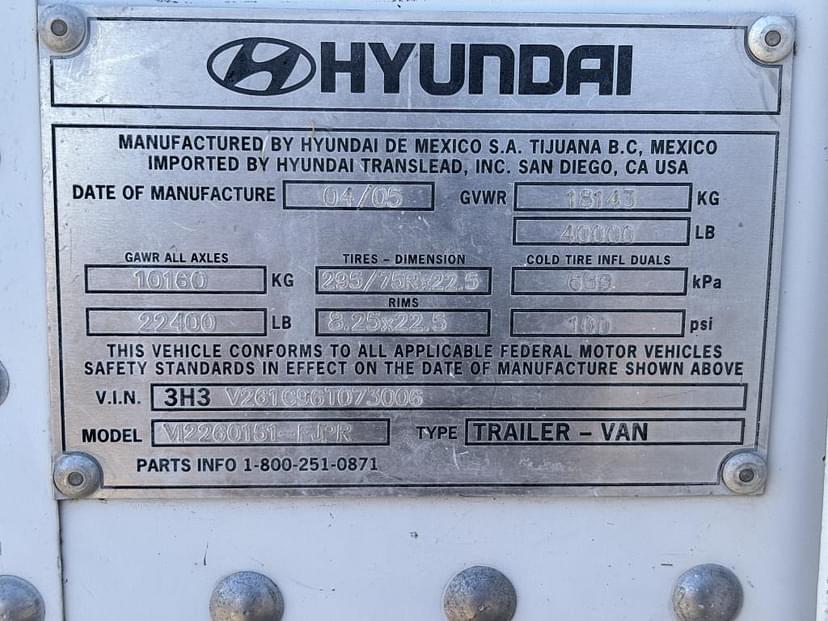 HYUNDAI
MANUFACTURED BY HYUNDAI DE MEXICO S.A. TIJUANA B.C, MEXICO
IMPORTED BY HYUNDAI TRANSLEAD, INC. SAN DIEGO, CA USA
DATE OF MANUFACTURE 04/05 GVWR 18143 KG
40000 LB
GAWR ALL AXLES TIRES - DIMENSION COLD TIRE INFL DUALS
10160 KG 295/75Rx22.5 689 kPa
RIMS
22400 LB 8.25x22.5 100 psi
THIS VEHICLE CONFORMS TO ALL APPLICABLE FEDERAL MOTOR VEHICLES
SAFETY STANDARDS IN EFFECT ON THE DATE OF MANUFACTURE SHOWN ABOVE
V.I.N. 3H3 V261C96T073006
MODEL TYPE TRAILER - VAN
PARTS INFO 1-800-251-0871